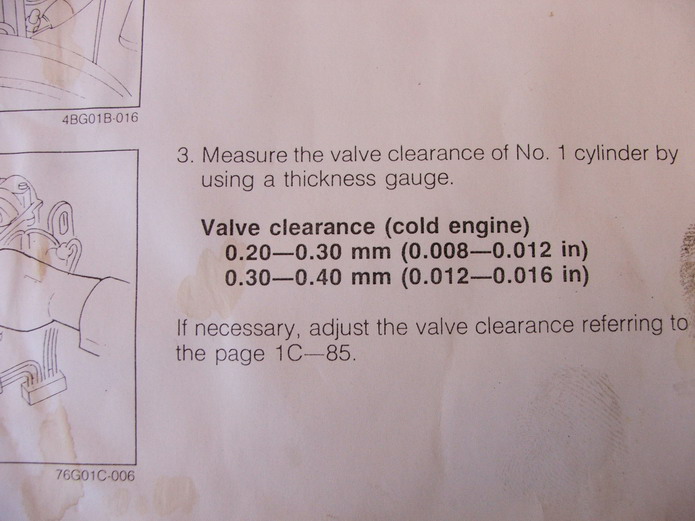 4BG01B-016
3. Measure the valve clearance of No. 1 cylinder by
using a thickness gauge.
Valve clearance (cold engine)
0.20—0.30 mm (0.008—0.012 in)
0.30—0.40 mm (0.012—0.016 in)
If necessary, adjust the valve clearance referring to
the page 1C—85.
76G01C-006